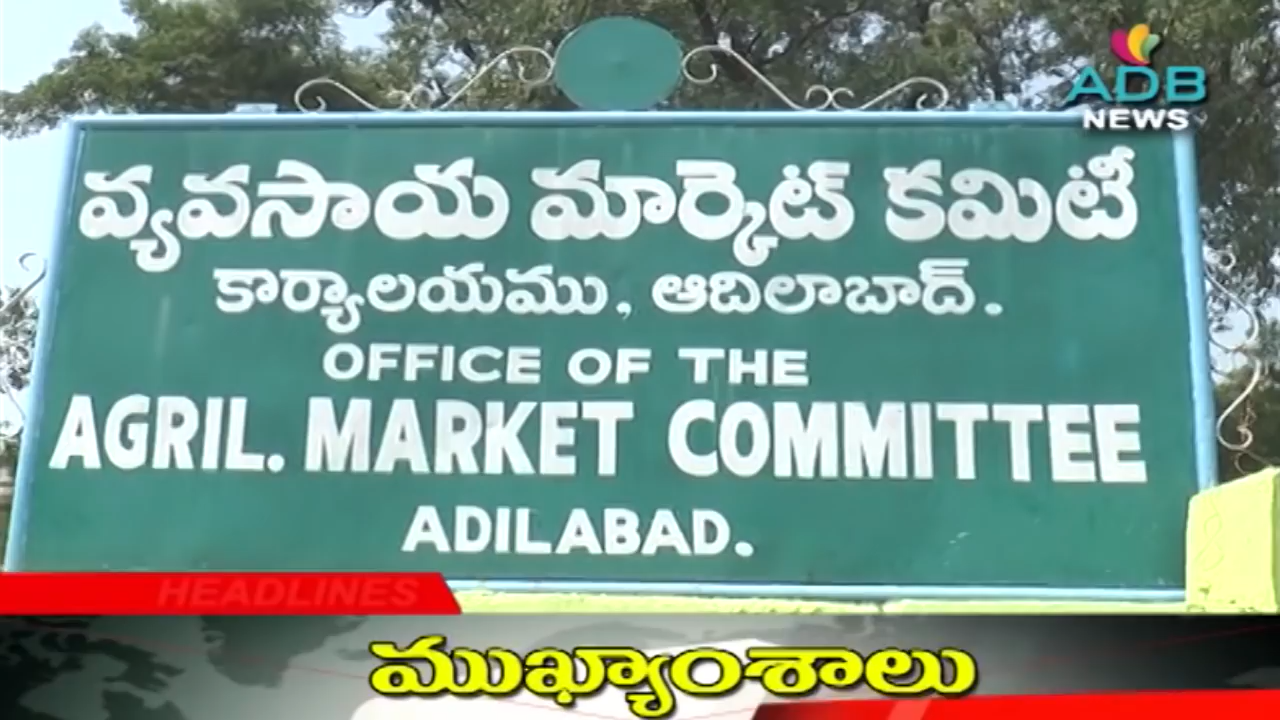 ADB
NEWS
వ్యవసాయ మార్కెట్ కమిటీ
కార్యాలయము, ఆదిలాబాద్.
OFFICE OF THE
AGRIL. MARKET COMMITTEE
ADILABAD.
HEADLINES
ముఖ్యాంశాలు